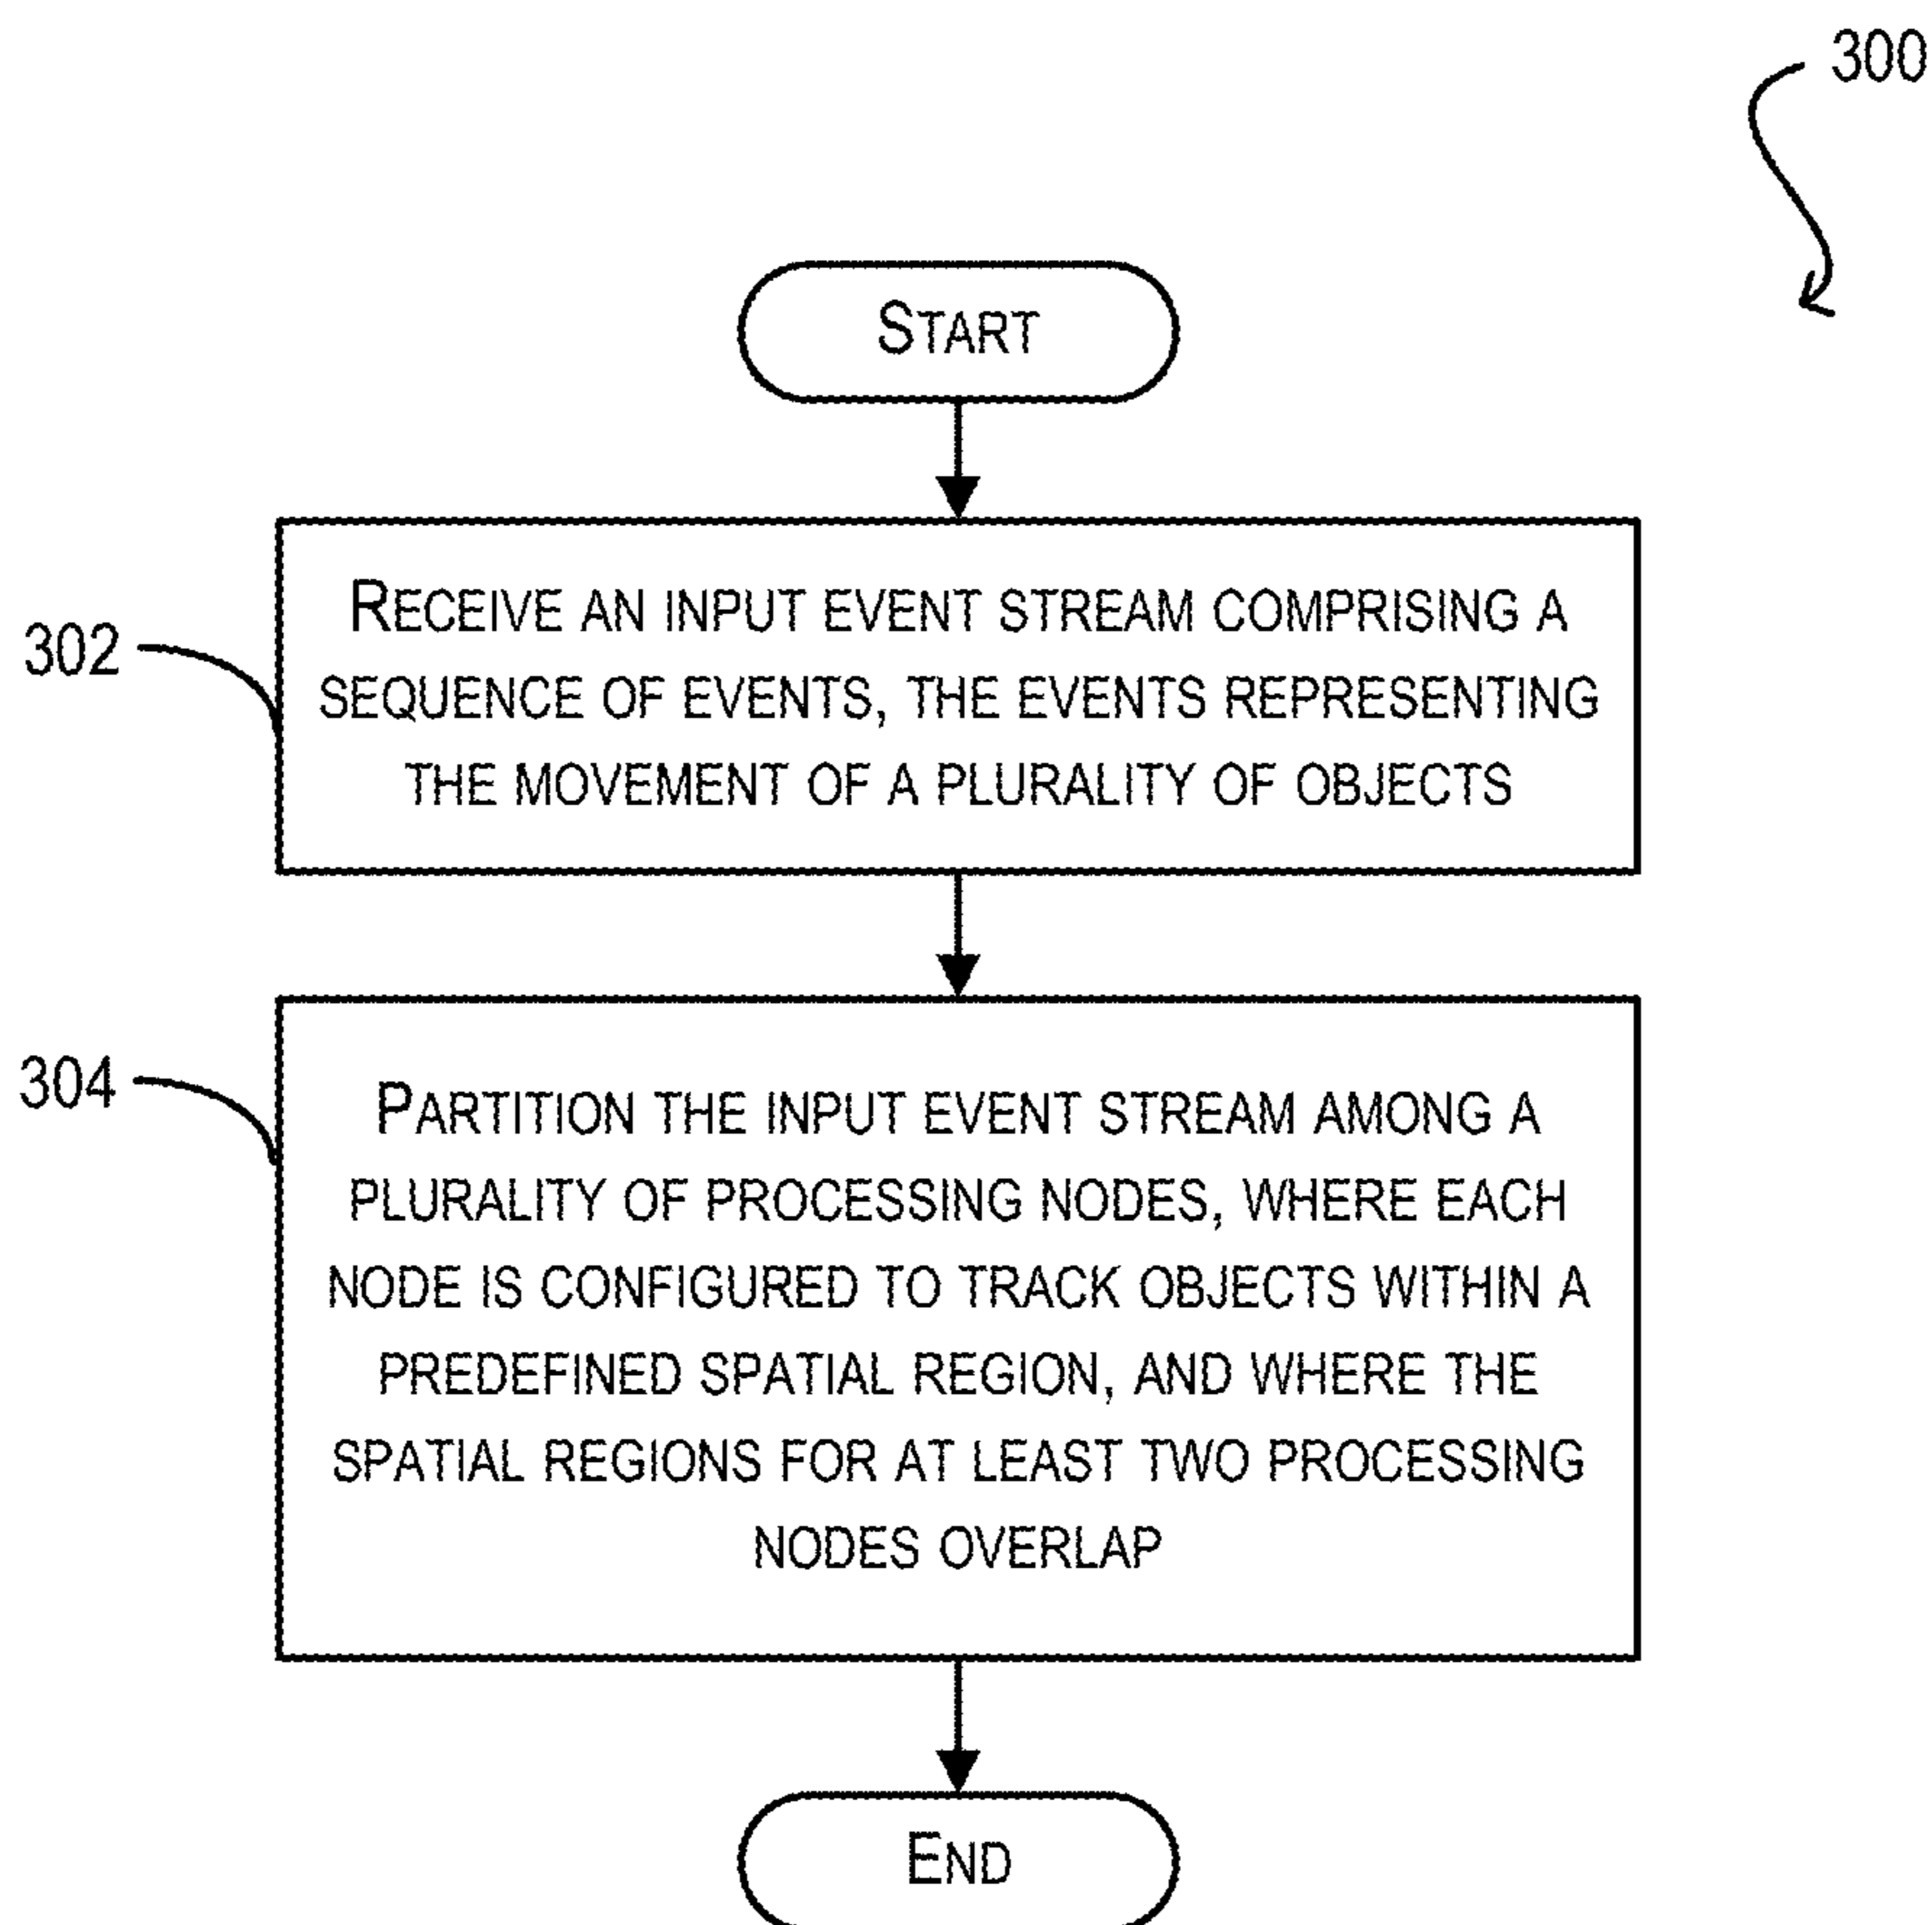 300
START
302
RECEIVE AN INPUT EVENT STREAM COMPRISING A
SEQUENCE OF EVENTS, THE EVENTS REPRESENTING
THE MOVEMENT OF A PLURALITY OF OBJECTS
304
PARTITION THE INPUT EVENT STREAM AMONG A
PLURALITY OF PROCESSING NODES, WHERE EACH
NODE IS CONFIGURED TO TRACK OBJECTS WITHIN A
PREDEFINED SPATIAL REGION, AND WHERE THE
SPATIAL REGIONS FOR AT LEAST TWO PROCESSING
NODES OVERLAP
END